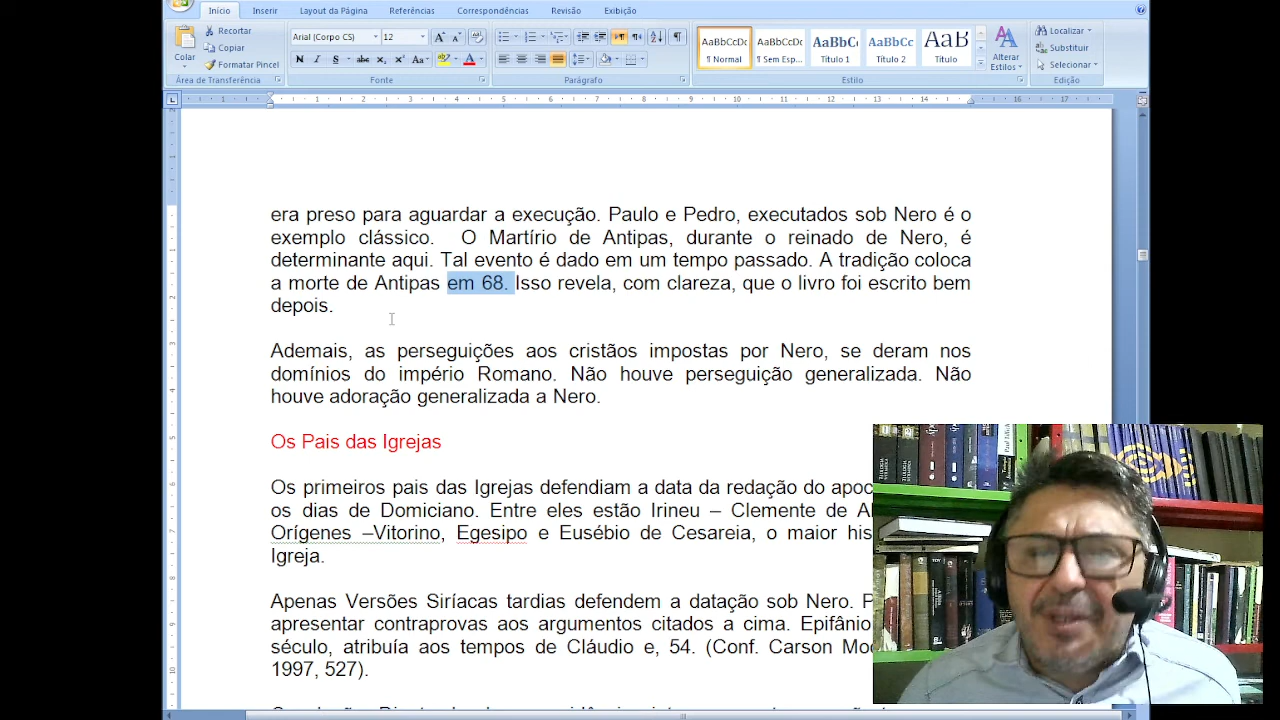 Início Inserir Layout da Página Referências Correspondências Revisão Exibição
Colar
Recortar
Copiar
Formatar Pincel
Área de Transferência
Arial (Corpo CS) 12
Fonte
Parágrafo
AaBbCcDc AaBbCcDc AaBbC AaBbCc AaB
¶ Normal ¶ Sem Esp... Título 1 Título 2 Título
Alterar Estilos
Estilo
Localizar
Substituir
Selecionar
Edição
era preso para aguardar a execução. Paulo e Pedro, executados sob Nero é o
exemplo clássico. O Martírio de Antipas, durante o reinado de Nero, é
determinante aqui. Tal evento é dado em um tempo passado. A tradição coloca
a morte de Antipas em 68. Isso revela, com clareza, que o livro foi escrito bem
depois.
Ademais, as perseguições aos cristãos impostas por Nero, se deram nos
domínios do império Romano. Não houve perseguição generalizada. Não
houve adoração generalizada a Nero.
Os Pais das Igrejas
Os primeiros pais das Igrejas defendiam a data da redação do apoc
os dias de Domiciano. Entre eles estão Irineu – Clemente de
Orígenes –Vitorino, Egesipo e Eusébio de Cesareia, o maior his
Igreja.
Apenas Versões Siríacas tardias defendem a datação sob Nero.
apresentar contraprovas aos argumentos citados a cima. Epifânio
século, atribuía aos tempos de Cláudio e, 54. (Conf. Carson
1997, 527).